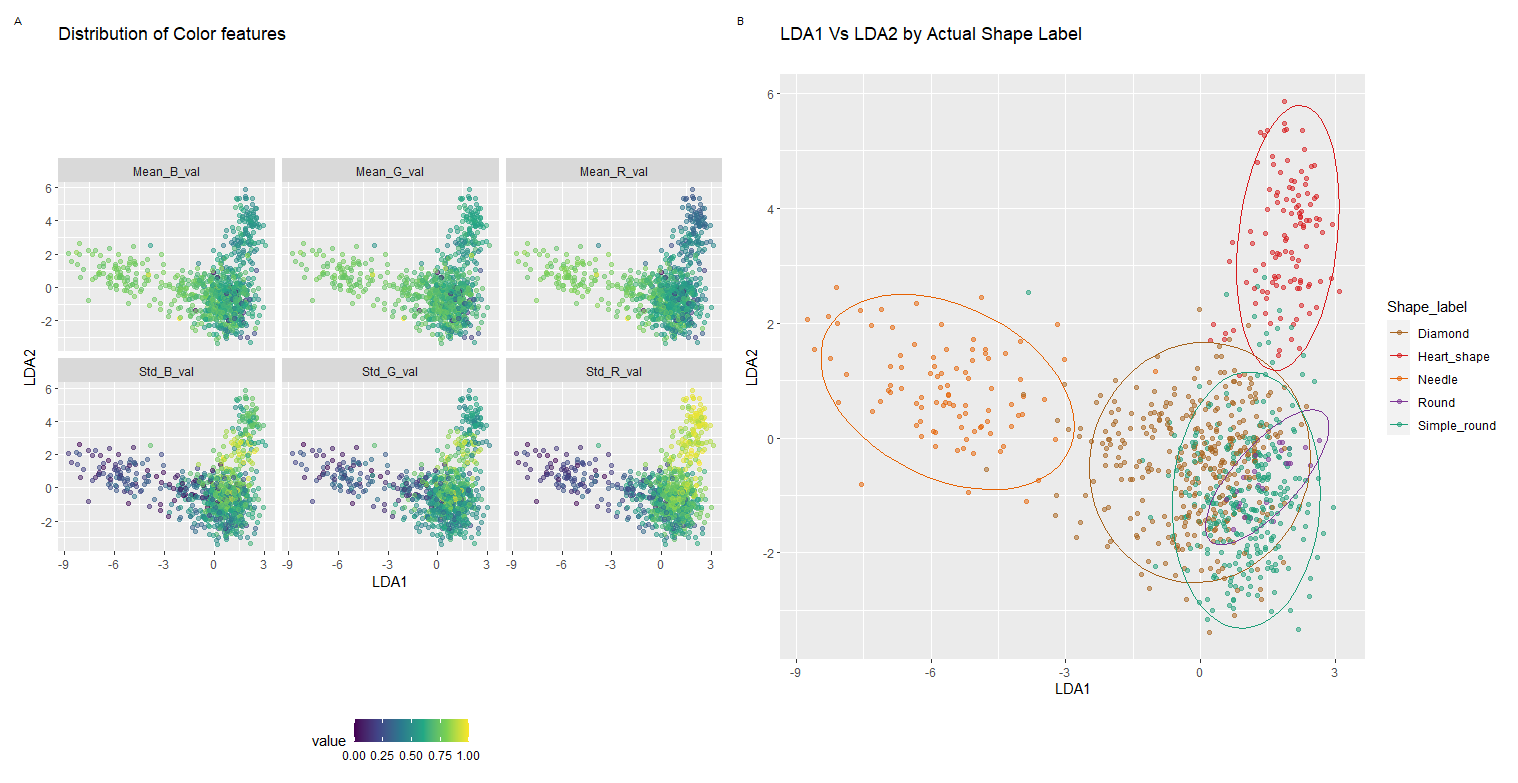 A
Distribution of Color features
Mean_B_val
Mean_G_val
Mean_R_val
6
4
2
0
-2
Std_B_val
Std_G_val
Std_R_val
6
4
2
0
-2
LDA2
-9 -6 -3 0 3
-9 -6 -3 0 3
-9 -6 -3 0 3
LDA1
value
0.00 0.25 0.50 0.75 1.00
B
LDA1 Vs LDA2 by Actual Shape Label
6
4
2
0
-2
LDA2
-9 -6 -3 0 3
LDA1
Shape_label
Diamond
Heart_shape
Needle
Round
Simple_round